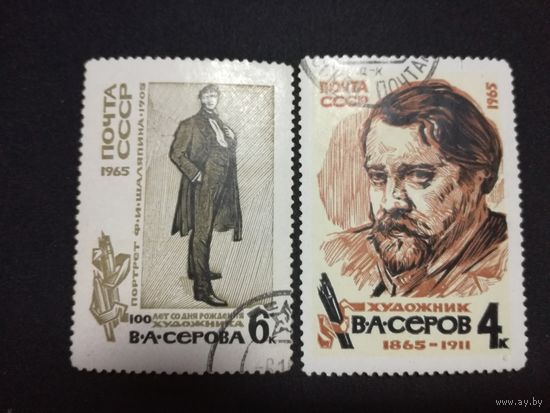 ПОЧТА
СССР
1965
ПОРТРЕТ Ф·И·ШАЛЯПИНА·1905
100 ЛЕТ СО ДНЯ РОЖДЕНИЯ
ХУДОЖНИКА
В·А·СЕРОВА 6К
ПОЧТА
СССР
1965
ПОЧТАМ
ХУДОЖНИК
В·А·СЕРОВ 4К
1865-1911
www.ay.by